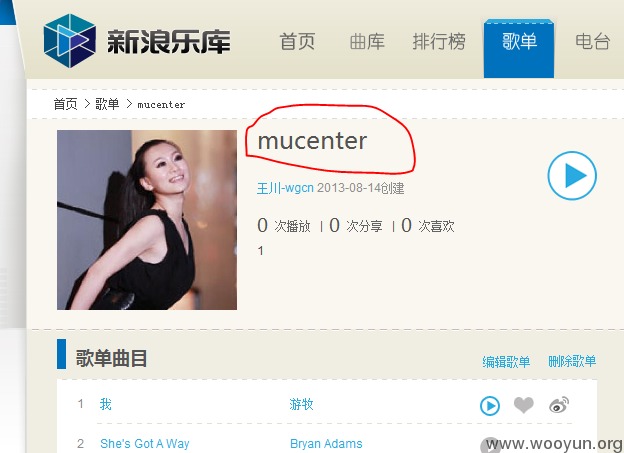 新浪乐库 首页 曲库 排行榜 歌单 电台
首页 > 歌单 > mucenter
mucenter
王川-wgcn 2013-08-14创建
0 次播放 | 0 次分享 | 0 次喜欢
1
歌单曲目 编辑歌单 删除歌单
1 我 游牧
2 She's Got A Way Bryan Adams
www.wooyun.org